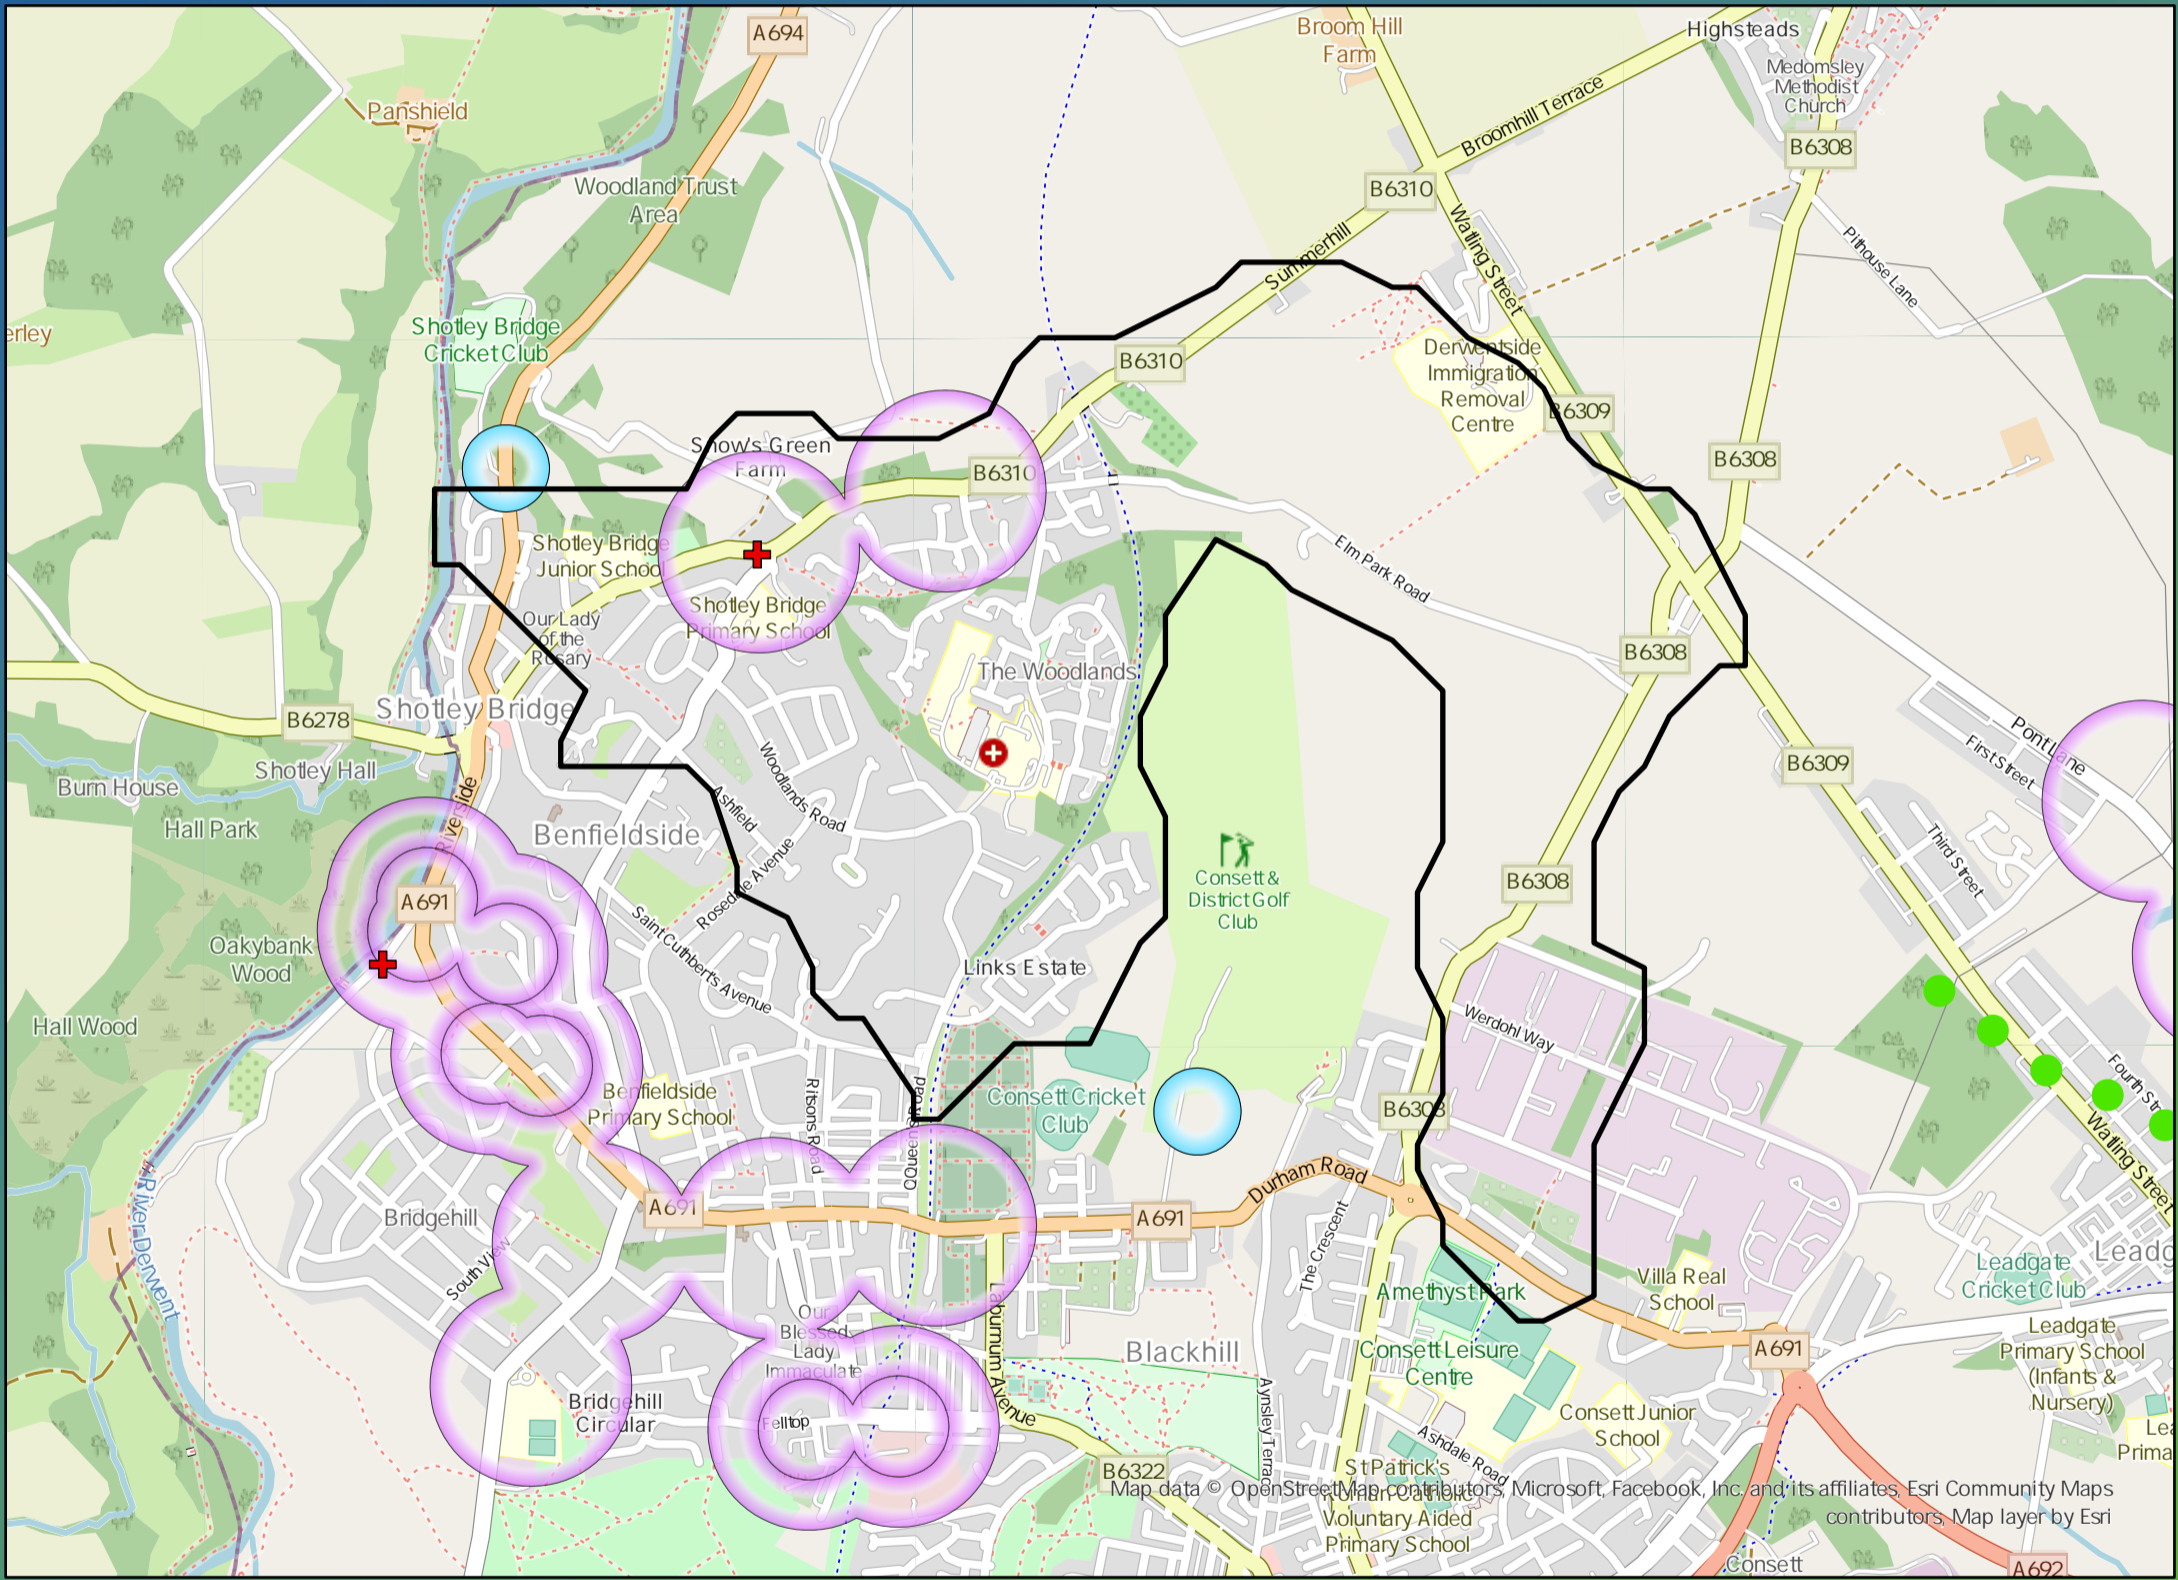 A694
Broom Hill
Farm
Highsteads
Medomsley
Methodist
Church
Panshield
Broomhill Terrace
B6308
Woodland Trust
Area
B6310
Watling Street
Summerhill
Pithouse Lane
erley
Shotley Bridge
Cricket Club
Derwentside
Immigration
Removal
Centre
B6310
B6309
Snow's Green
Farm
B6310
B6308
Shotley Bridge
Junior School
Elm Park Road
Shotley Bridge
Primary School
Our Lady
of the
Rosary
B6308
The Woodlands
Shotley Bridge
B6278
Pont Lane
First Street
Shotley Hall
Burn House
B6309
Woodlands Road
Ashfield
Riverside
Hall Park
Benfieldside
Third Street
Rosedale Avenue
Consett &
District Golf
Club
B6308
A691
Saint Cuthbert's Avenue
Oakybank
Wood
Links Estate
Hall Wood
Werdohl Way
Benfieldside
Primary School
Ritsons Road
Queens Road
Consett Cricket
Club
B6308
Fourth Str
Watling Street
River Derwent
Bridgehill
South View
A691
A691
Durham Road
The Crescent
Amethyst Park
Villa Real
School
Leadgate
Cricket Club
Leadg
Our
Blessed
Lady
Immaculate
Laburnum Avenue
Blackhill
Consett Leisure
Centre
A691
Leadgate
Primary School
(Infants &
Nursery)
Bridgehill
Circular
Felltop
Aynsley Terrac
Consett Junior
School
Ashdale Road
Lea
Prima
B6322
St Patrick's
Roman Catholic
Voluntary Aided
Primary School
Map data © OpenStreetMap contributors, Microsoft, Facebook, Inc. and its affiliates, Esri Community Maps
contributors, Map layer by Esri
Consett
A692